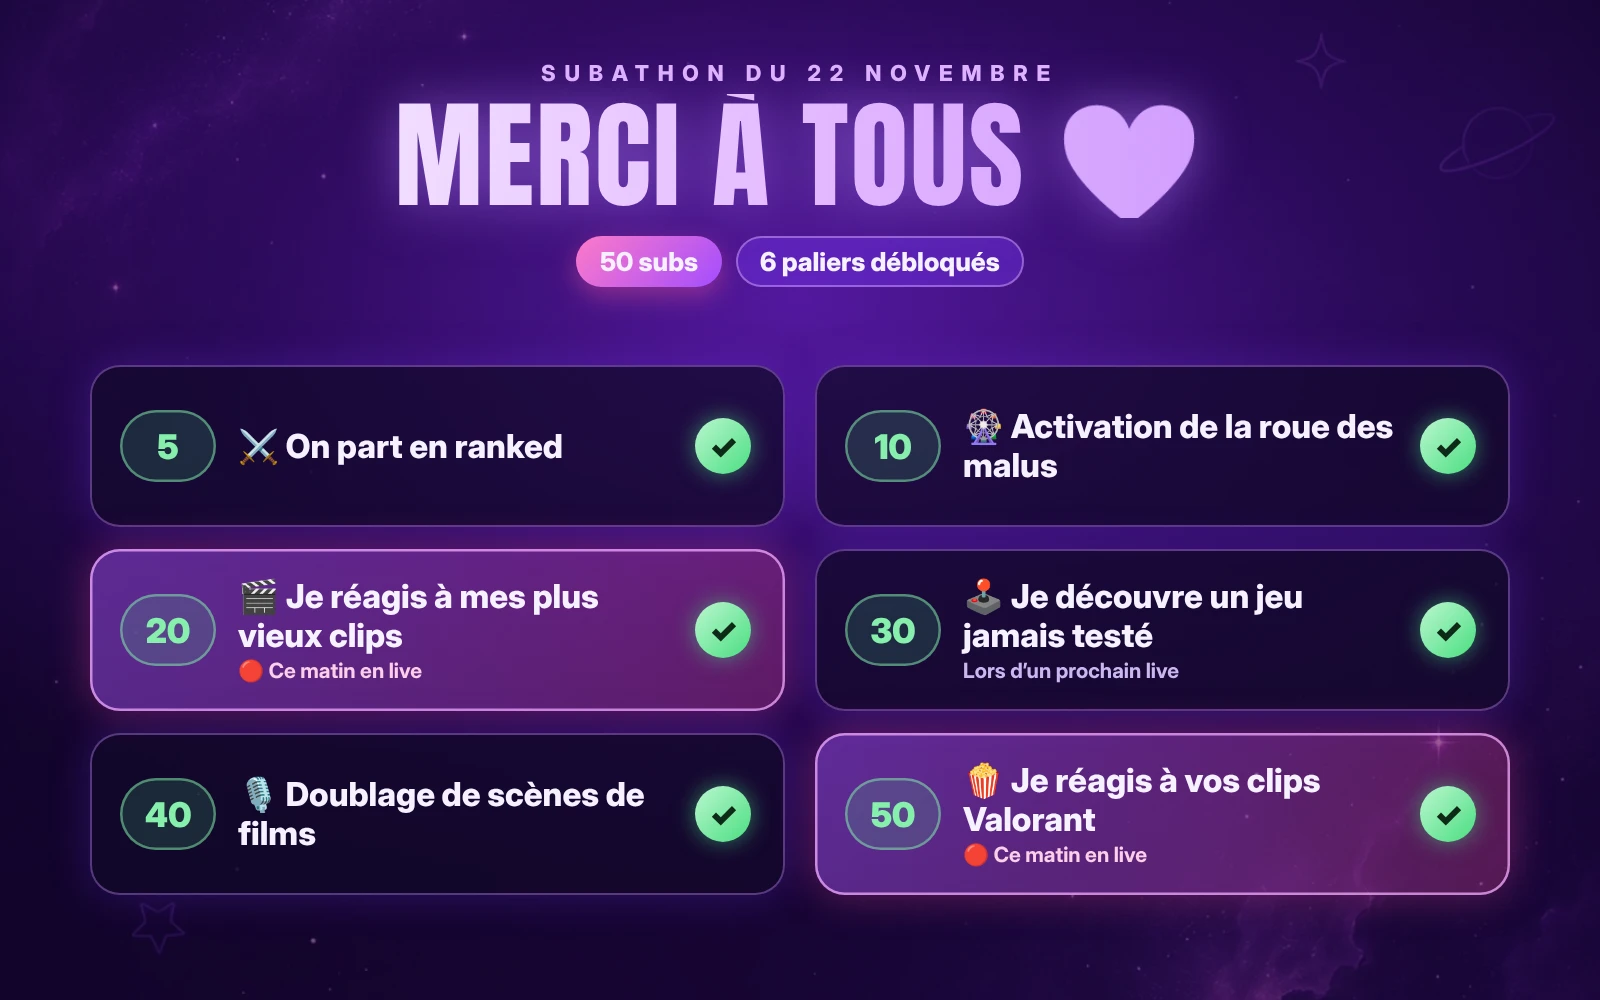 SUBATHON DU 22 NOVEMBRE
MERCI À TOUS 💜
50 subs
6 paliers débloqués
5
⚔️ On part en ranked
10
🎡 Activation de la roue des
malus
20
🎬 Je réagis à mes plus
vieux clips
🔴 Ce matin en live
30
🕹️ Je découvre un jeu
jamais testé
Lors d’un prochain live
40
🎙️ Doublage de scènes de
films
50
🍿 Je réagis à vos clips
Valorant
🔴 Ce matin en live